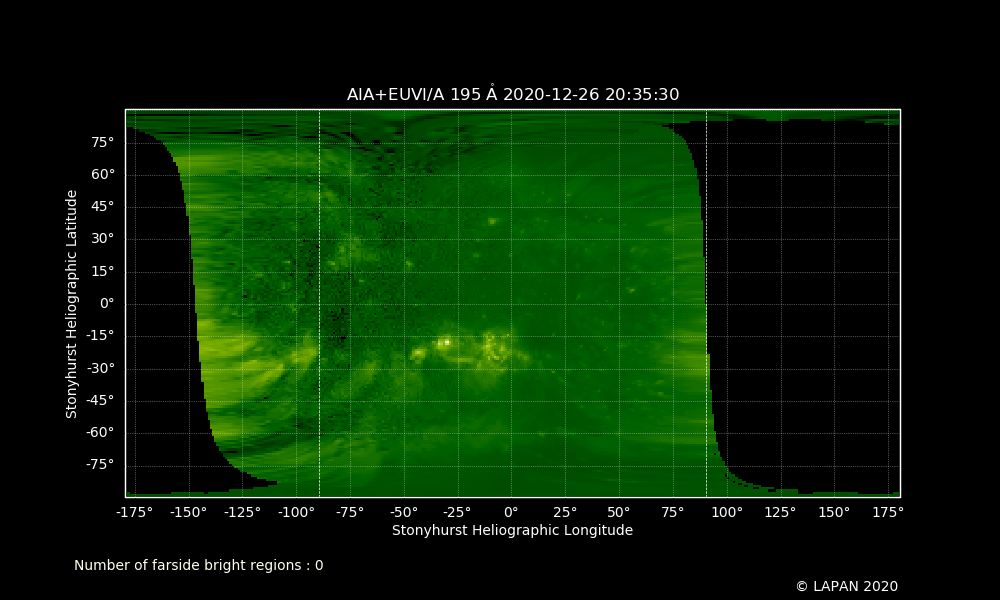 AIA+EUVI/A 195 Å 2020-12-26 20:35:30
Stonyhurst Heliographic Latitude
75°
60°
45°
30°
15°
0°
-15°
-30°
-45°
-60°
-75°
-175° -150° -125° -100° -75° -50° -25° 0° 25° 50° 75° 100° 125° 150° 175°
Stonyhurst Heliographic Longitude
Number of farside bright regions : 0
© LAPAN 2020